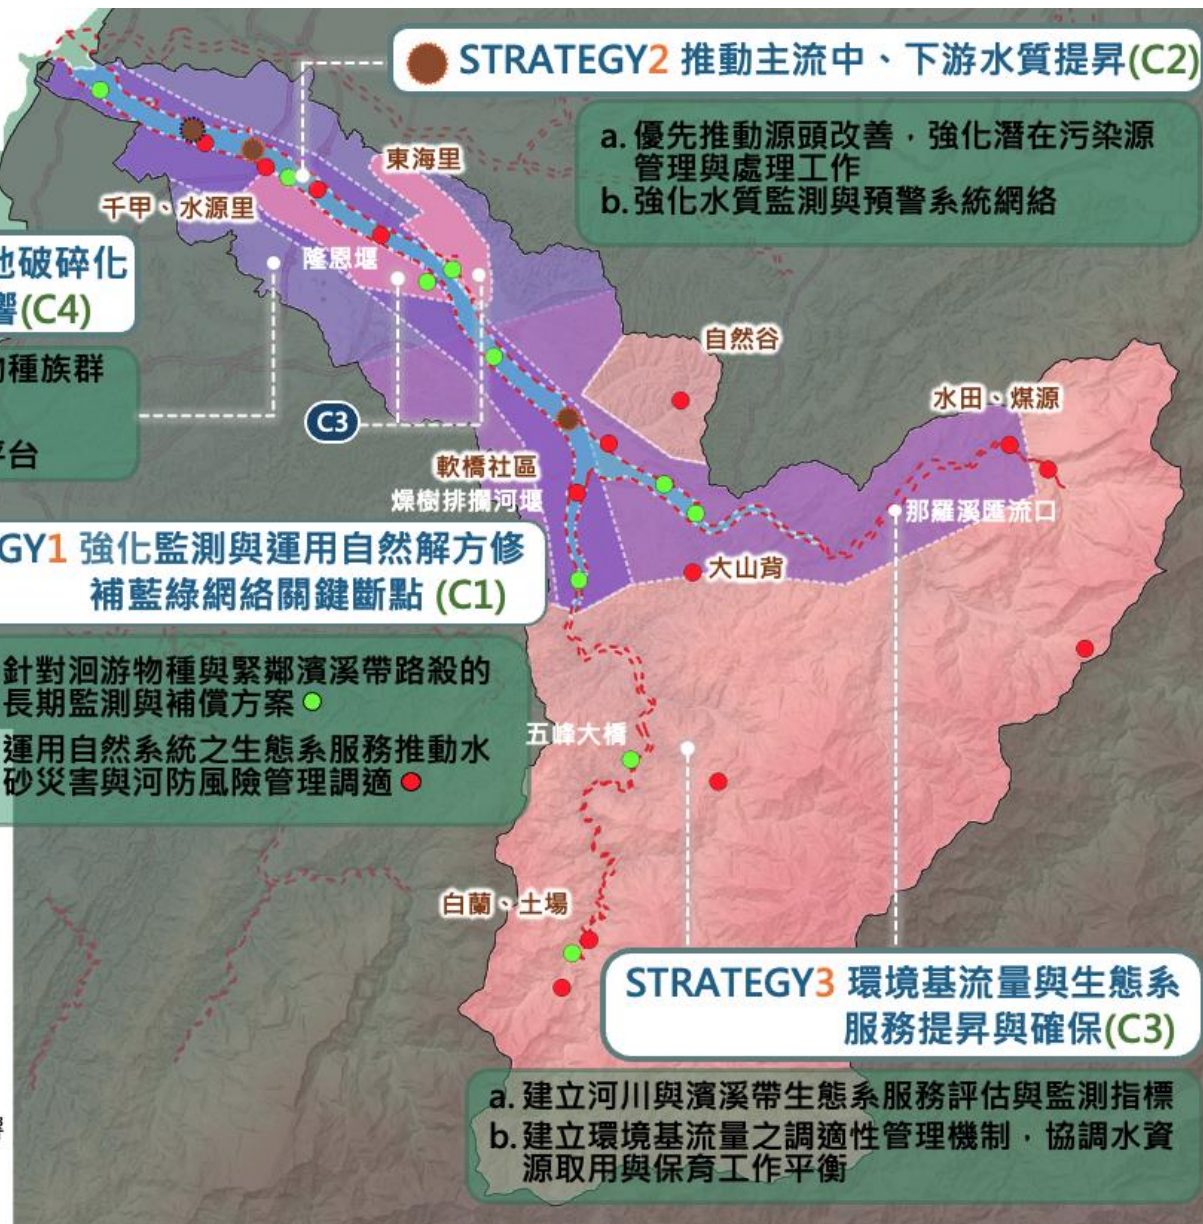 STRATEGY2 推動主流中、下游水質提昇(C2)
a. 優先推動源頭改善，強化潛在污染源
管理與處理工作
b. 強化水質監測與預警系統網絡
東海里
千甲、水源里
隆恩堰
地破碎化
響(C4)
物種族群
平台
C3
自然谷
水田、煤源
軟橋社區
燥樹排攔河堰
那羅溪匯流口
大山背
GY1 強化監測與運用自然解方修
補藍綠網絡關鍵斷點 (C1)
針對洄游物種與緊鄰濱溪帶路殺的
長期監測與補償方案
運用自然系統之生態系服務推動水
砂災害與河防風險管理調適
五峰大橋
白蘭、土場
STRATEGY3 環境基流量與生態系
服務提昇與確保(C3)
a. 建立河川與濱溪帶生態系服務評估與監測指標
b. 建立環境基流量之調適性管理機制，協調水資
源取用與保育工作平衡